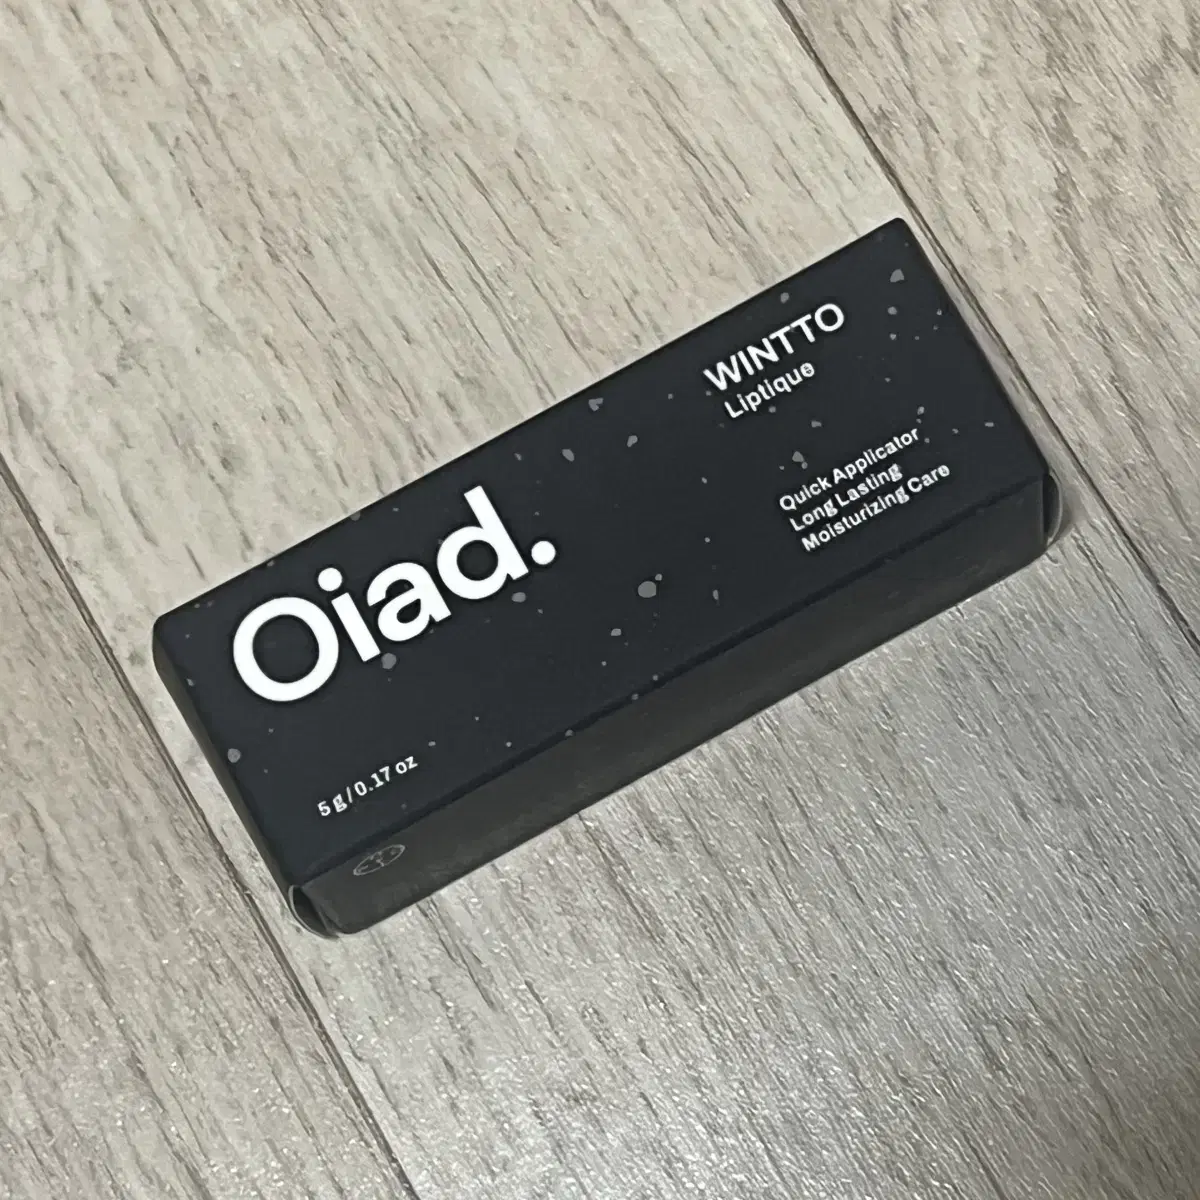 WINTTO
Liptique
Quick Applicator
Long Lasting
Moisturizing Care
Oiad.
5 g / 0.17 oz